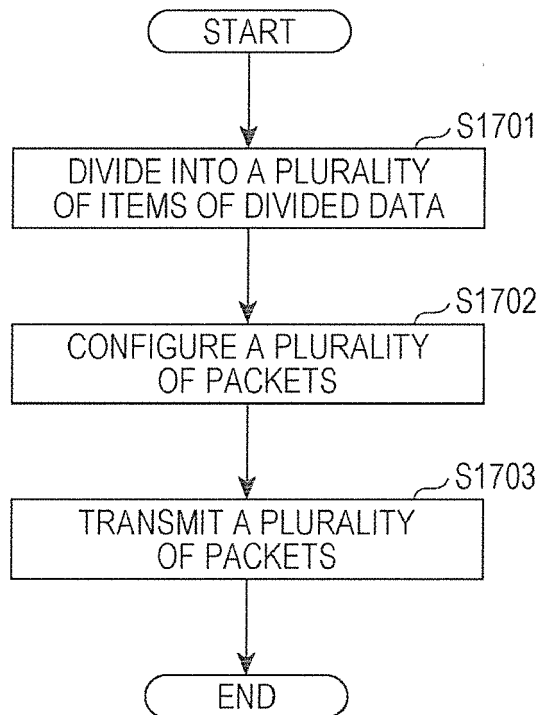 START
S1701
DIVIDE INTO A PLURALITY
OF ITEMS OF DIVIDED DATA
S1702
CONFIGURE A PLURALITY
OF PACKETS
S1703
TRANSMIT A PLURALITY
OF PACKETS
END